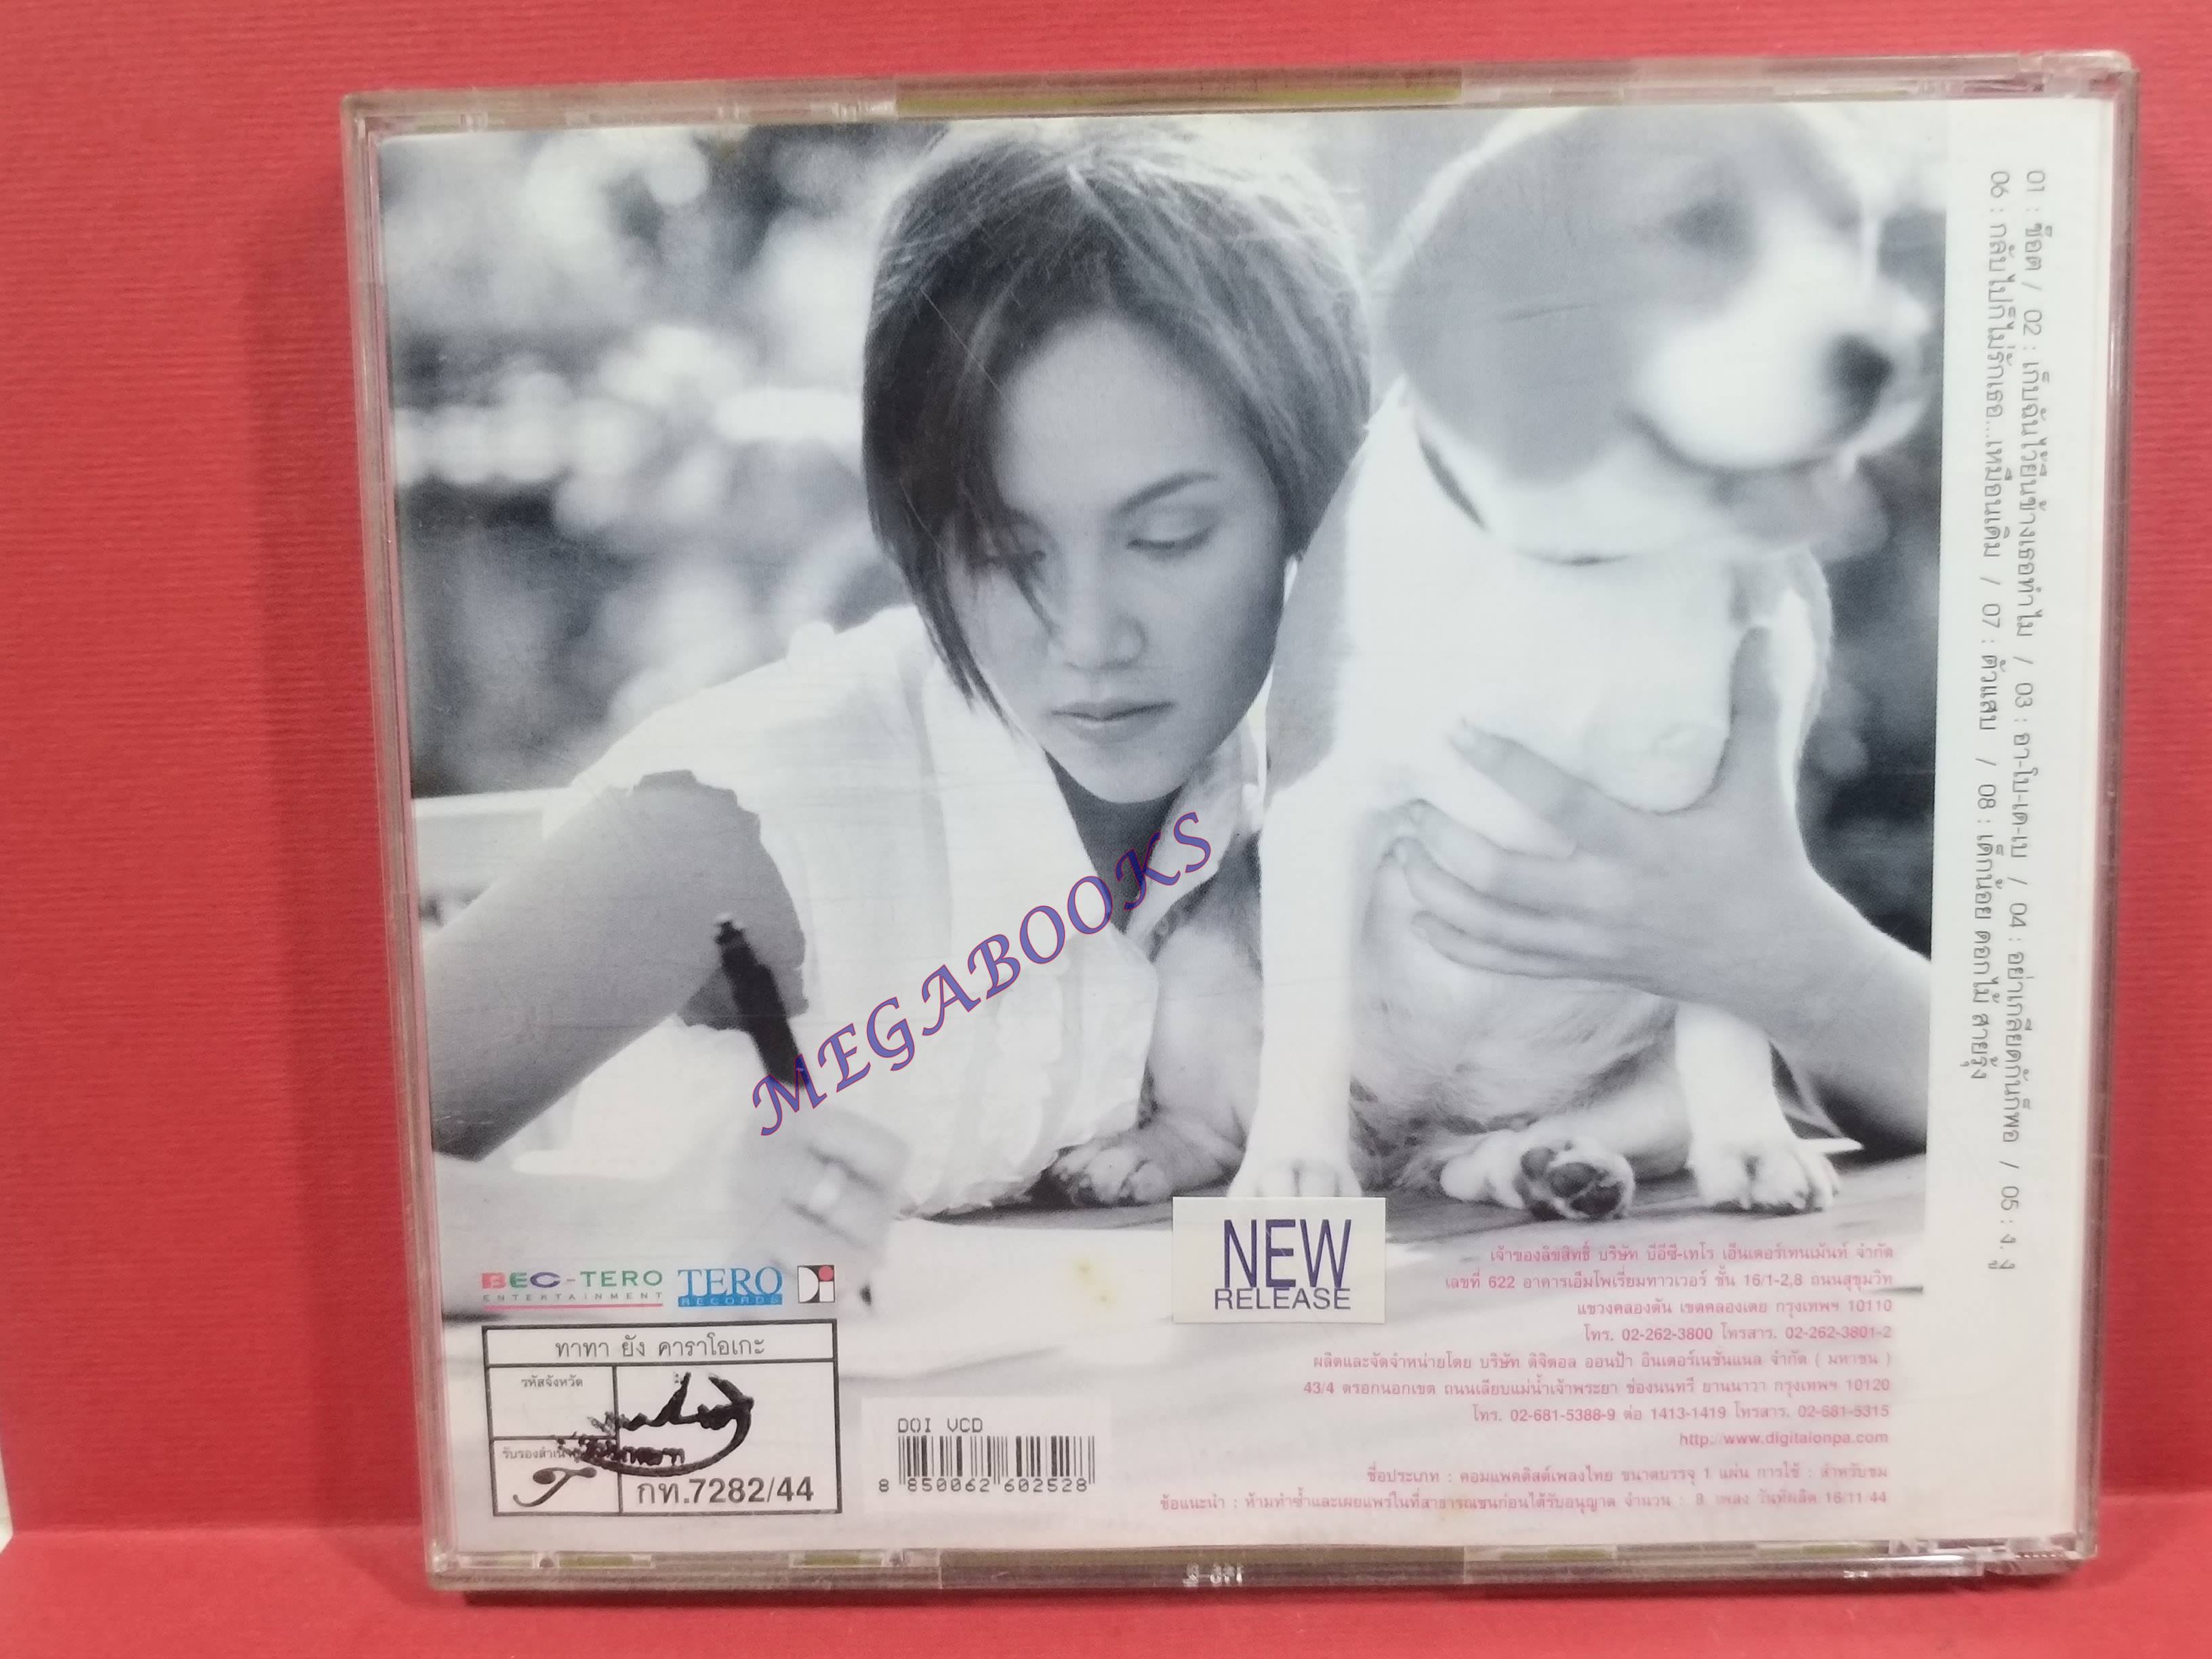 01 : ช็อต / 02 : เก็บฉันไว้ยืนข้างเธอทำไม / 03 : อา-โบ-เด-เบ / 04 : อย่าเกลียดกันก็พอ / 05 : ง. งู
06 : กลับไปก็ไม่รักเธอ...เหมือนเดิม / 07 : ตัวแสบ / 08 : เด็กน้อย ดอกไม้ สายรุ้ง
MEGABOOKS
NEW
RELEASE
BEC-TERO
ENTERTAINMENT
TERO
RECORDS
ทาทา ยัง คาราโอเกะ
รหัสจังหวัด
กท.7282/44
DOI VCD
8 850062 602528
เจ้าของลิขสิทธิ์ บริษัท บีอีซี-เทโร เอ็นเตอร์เทนเม้นท์ จำกัด
เลขที่ 622 อาคารเอ็มโพเรี่ยมทาวเวอร์ ชั้น 16/1-2,8 ถนนสุขุมวิท
แขวงคลองตัน เขตคลองเตย กรุงเทพฯ 10110
โทร. 02-262-3800 โทรสาร. 02-262-3801-2
ผลิตและจัดจำหน่ายโดย บริษัท ดิจิตอล ออนป้า อินเตอร์เนชั่นแนล จำกัด ( มหาชน )
43/4 ตรอกนอกเขต ถนนเลียบแม่น้ำเจ้าพระยา ช่องนนทรี ยานนาวา กรุงเทพฯ 10120
โทร. 02-681-5388-9 ต่อ 1413-1419 โทรสาร. 02-681-5315
http://www.digitalonpa.com
ชื่อประเภท : คอมแพคดิสต์เพลงไทย ขนาดบรรจุ 1 แผ่น การใช้ : สำหรับชม
ข้อแนะนำ : ห้ามทำซ้ำและเผยแพร่ในที่สาธารณชนก่อนได้รับอนุญาต จำนวน : 8 เพลง วันที่ผลิต 16/11/44